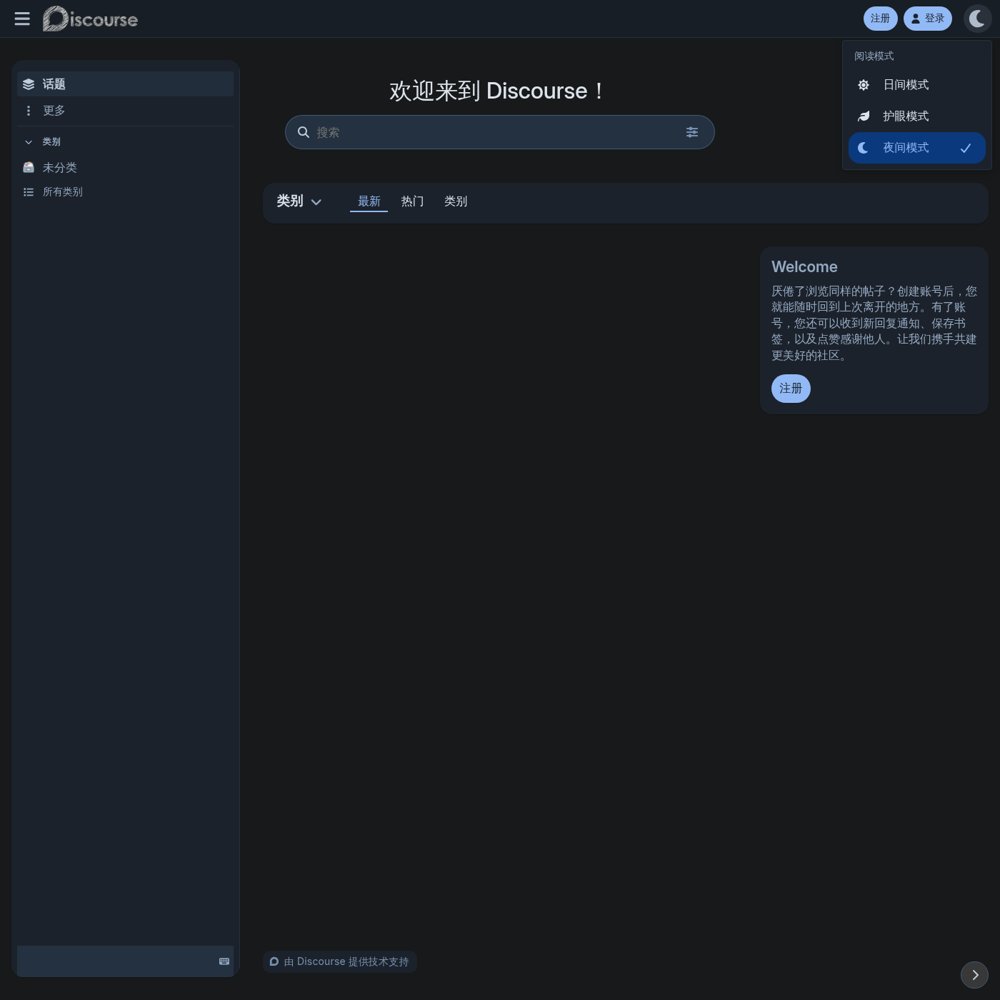 Discourse
注册
登录
阅读模式
日间模式
护眼模式
夜间模式
话题
更多
类别
未分类
所有类别
欢迎来到 Discourse！
搜索
类别
最新
热门
类别
Welcome
厌倦了浏览同样的帖子？创建账号后，您
就能随时回到上次离开的地方。有了账
号，您还可以收到新回复通知、保存书
签，以及点赞感谢他人。让我们携手共建
更美好的社区。
注册
由 Discourse 提供技术支持